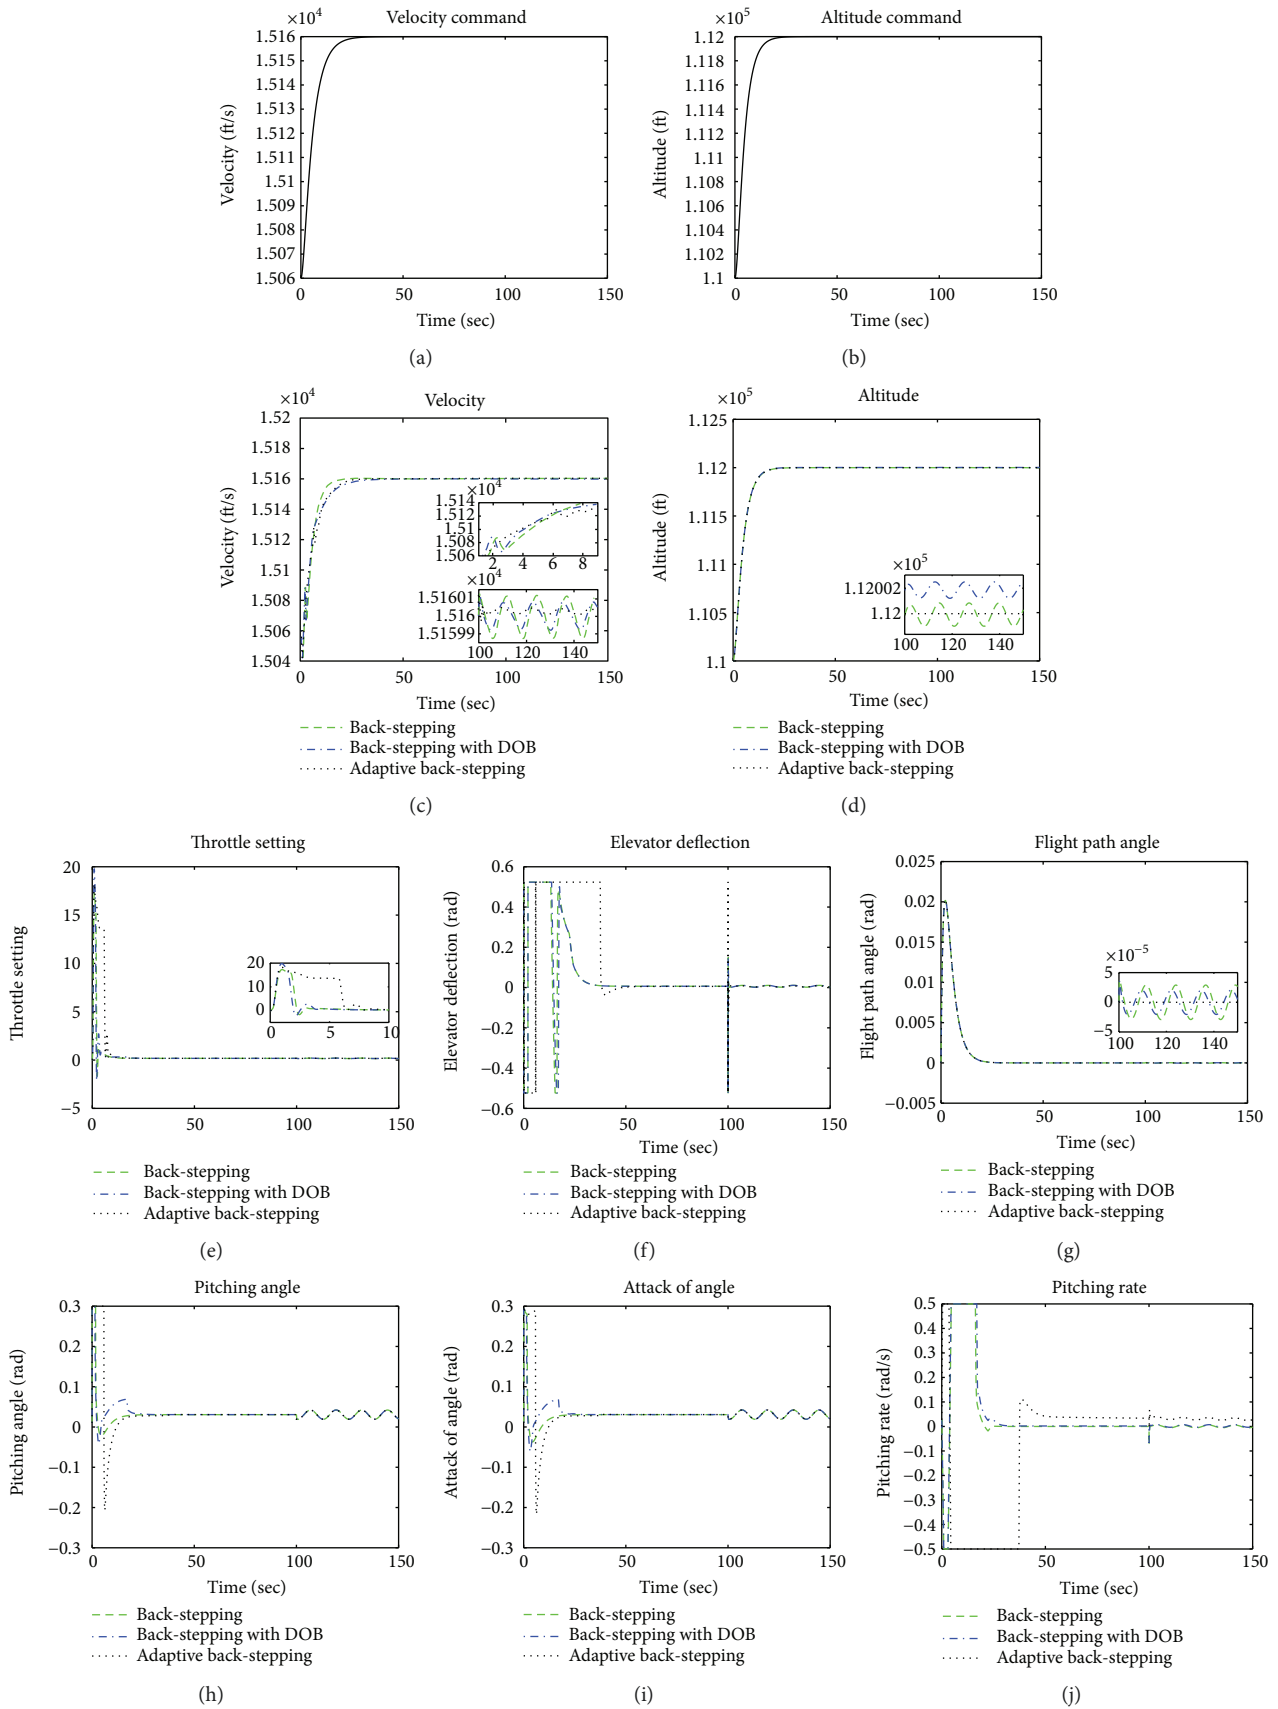 Velocity command
×10⁴
1.516
1.516
1.514
1.513
1.512
1.511
1.51
1.509
1.508
1.507
1.506
0 50 100 150
Velocity (ft/s)
Time (sec)
(a)
Altitude command
×10⁵
1.12
1.118
1.116
1.114
1.112
1.11
1.108
1.106
1.104
1.102
1.1
0 50 100 150
Altitude (ft)
Time (sec)
(b)
Velocity
×10⁴
1.52
1.518
1.516
1.514
1.512
1.51
1.508
1.506
1.504
0 50 100 150
Velocity (ft/s)
Time (sec)
×10⁴
1.514
1.512
1.51
1.508
1.506
2 4 6 8
×10⁴
1.51601
1.516
1.51599
100 120 140
Back-stepping
Back-stepping with DOB
Adaptive back-stepping
(c)
Altitude
×10⁵
1.125
1.12
1.115
1.11
1.105
1.1
0 50 100 150
Altitude (ft)
Time (sec)
×10⁵
1.12002
1.12
100 120 140
Back-stepping
Back-stepping with DOB
Adaptive back-stepping
(d)
Throttle setting
20
15
10
5
0
−5
0 50 100 150
Throttle setting
20
10
0
0 5 10
Back-stepping
Back-stepping with DOB
Adaptive back-stepping
(e)
Elevator deflection
0.6
0.4
0.2
0
−0.2
−0.4
−0.6
0 50 100 150
Elevator deflection (rad)
Time (sec)
Back-stepping
Back-stepping with DOB
Adaptive back-stepping
(f)
Flight path angle
0.025
0.02
0.015
0.01
0.005
0
−0.005
0 50 100 150
Flight path angle (rad)
Time (sec)
×10⁻⁵
5
0
−5
100 120 140
Back-stepping
Back-stepping with DOB
Adaptive back-stepping
(g)
Pitching angle
0.3
0.2
0.1
0
−0.1
−0.2
−0.3
0 50 100 150
Pitching angle (rad)
Time (sec)
Back-stepping
Back-stepping with DOB
Adaptive back-stepping
(h)
Attack of angle
0.3
0.2
0.1
0
−0.1
−0.2
−0.3
0 50 100 150
Attack of angle (rad)
Time (sec)
Back-stepping
Back-stepping with DOB
Adaptive back-stepping
(i)
Pitching rate
0.5
0.4
0.3
0.2
0.1
0
−0.1
−0.2
−0.3
−0.4
−0.5
0 50 100 150
Pitching rate (rad/s)
Time (sec)
Back-stepping
Back-stepping with DOB
Adaptive back-stepping
(j)